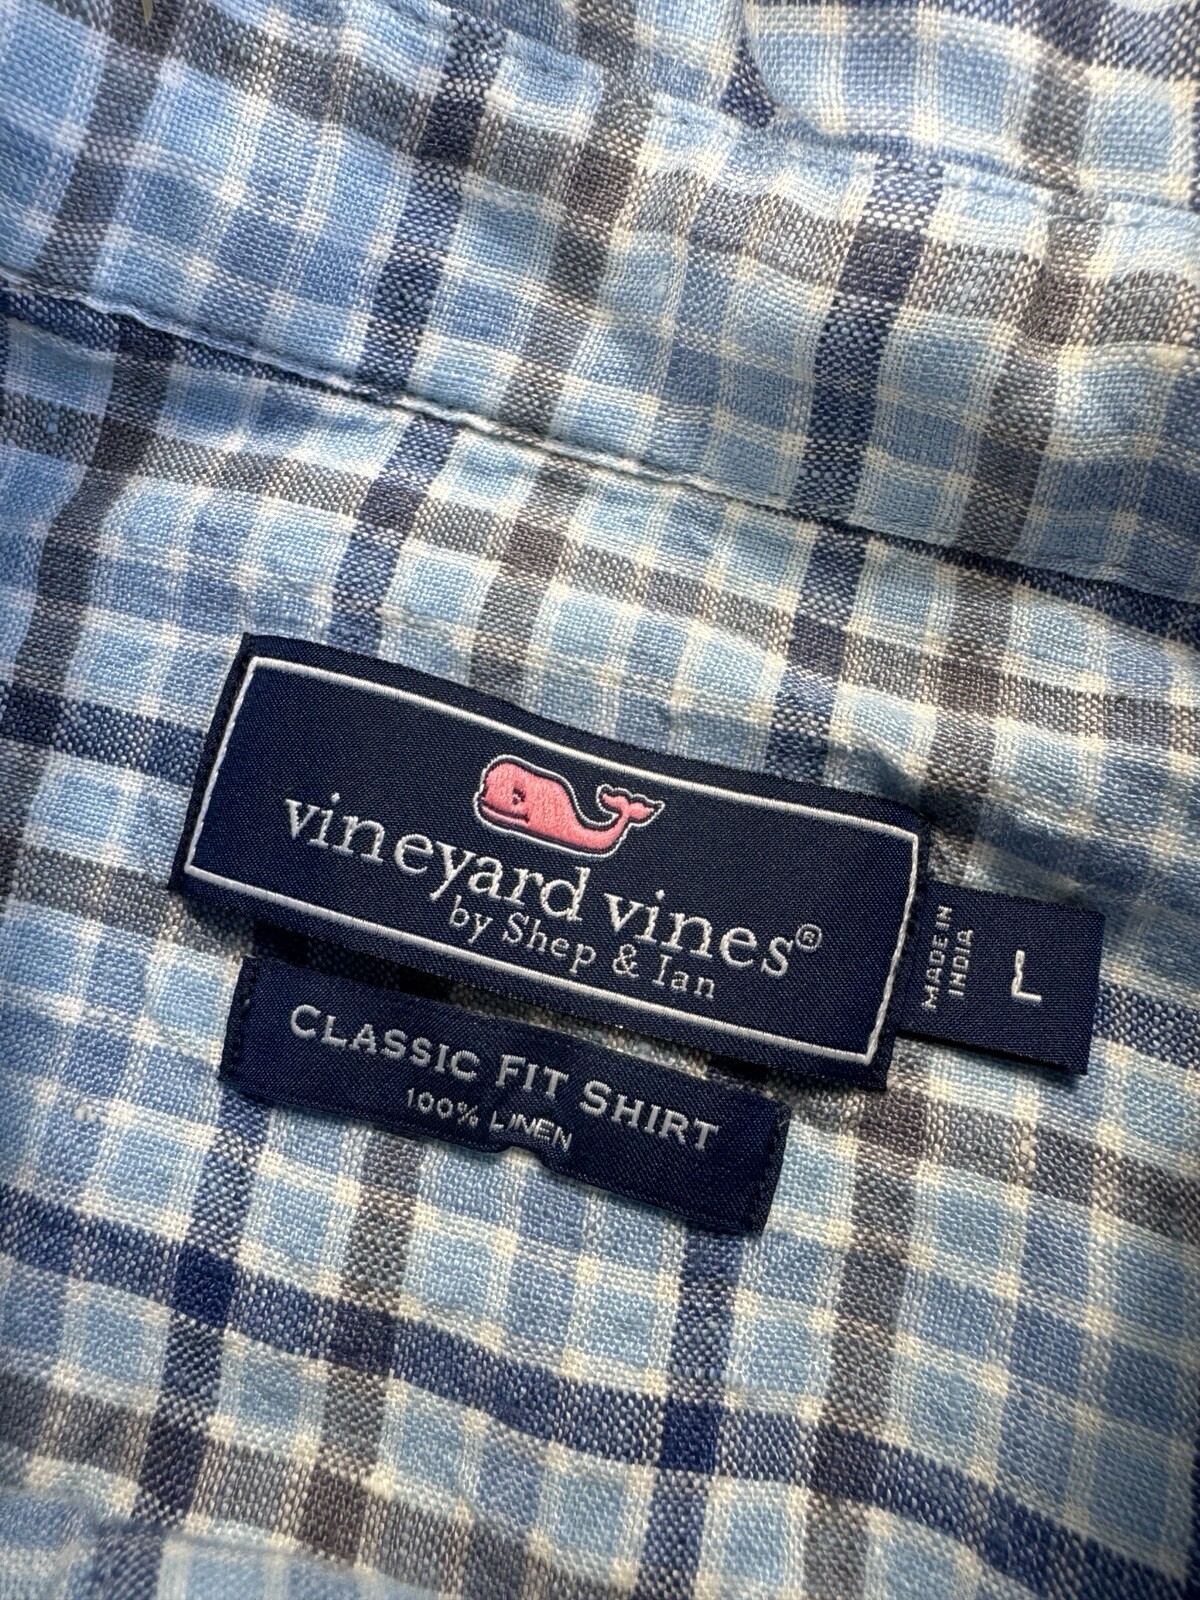 vineyard vines®
by Shep & Ian
MADE IN
INDIA
L
CLASSIC FIT SHIRT
100% LINEN